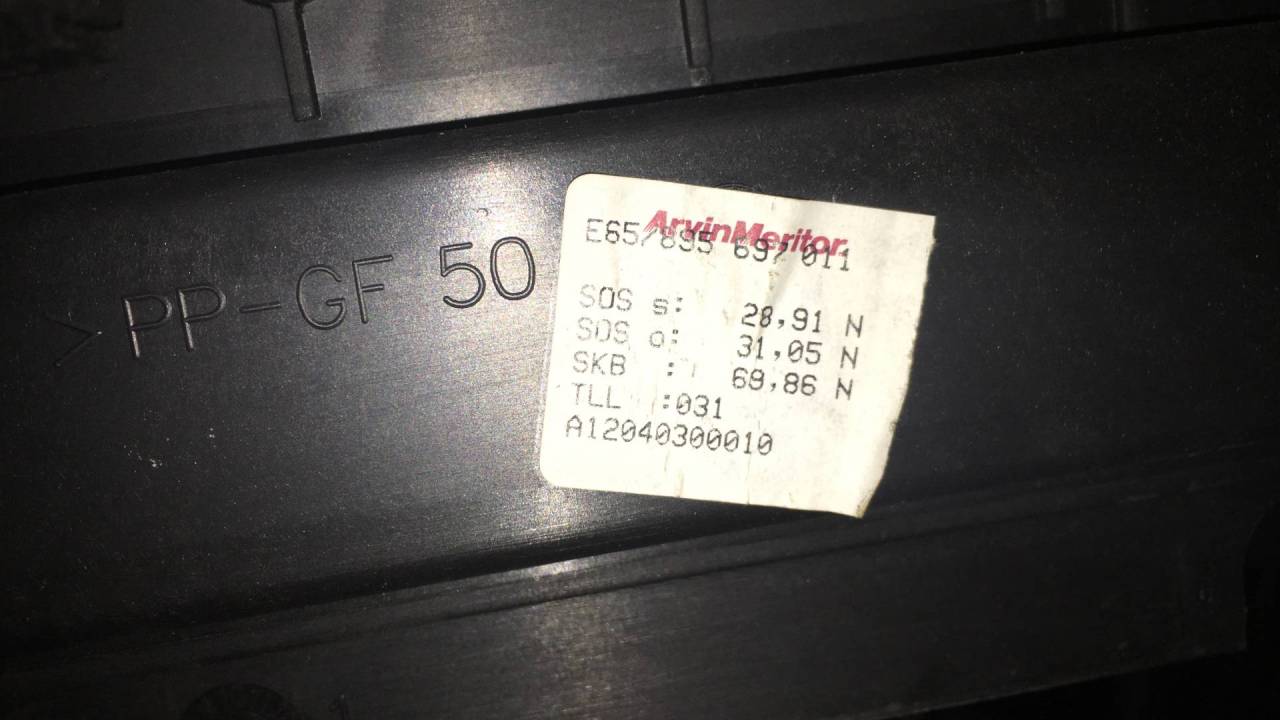 > PP-GF 50
ArvinMeritor
E65/895 697 011
SOS s: 28,91 N
SOS o: 31,05 N
SKB : 69,86 N
TLL :031
A12040300010
1